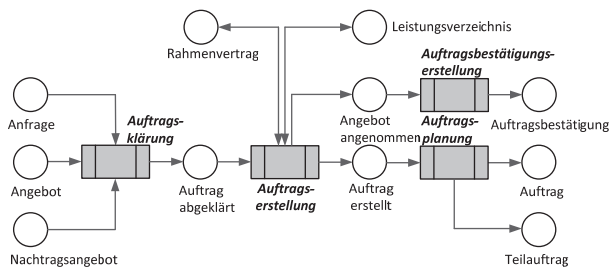 Leistungsverzeichnis
Rahmenvertrag
Auftragsbestätigungs-
erstellung
Auftrags-
klärung
Anfrage
Angebot
angenommen
Auftragsbestätigung
Auftrags-
planung
Angebot
Auftrag
abgeklärt
Auftrags-
erstellung
Auftrag
erstellt
Auftrag
Nachtragsangebot
Teilauftrag